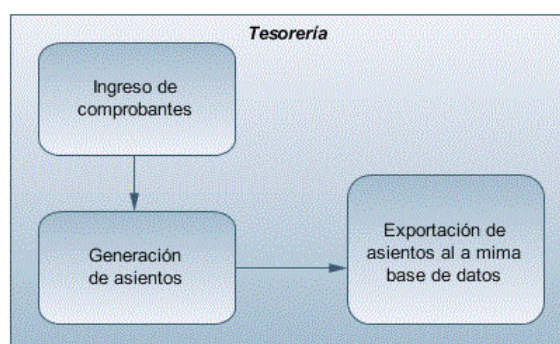 Tesorería
Ingreso de
comprobantes
Generación
de asientos
Exportación de
asientos al a mima
base de datos